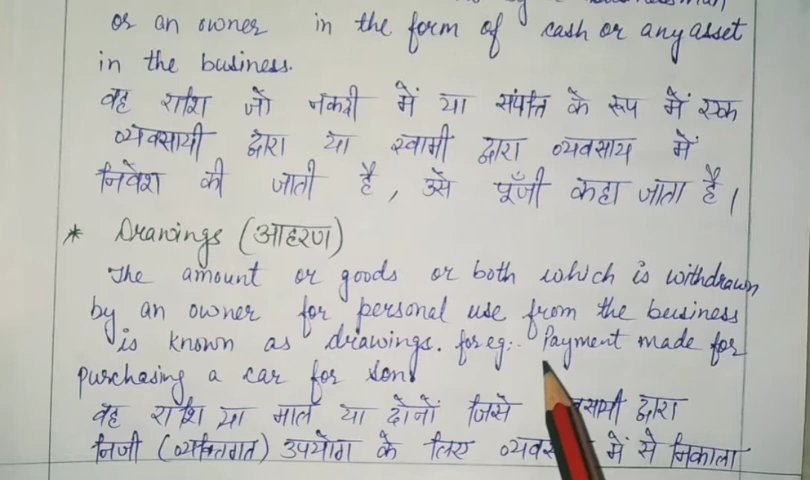 or an owner in the form of cash or any asset
in the business.
वह राशि जो नकदी में या संपत्ति के रूप में एक
व्यवसायी द्वारा या स्वामी द्वारा व्यवसाय में
निवेश की जाती है, उसे पूँजी कहा जाता है।
* Drawings (आहरण)
The amount or goods or both which is withdrawn
by an owner for personal use from the business
is known as drawings. for eg:- Payment made for
purchasing a car for son.
वह राशि या माल या दोनों जिसे द्वारा
निजी (व्यक्तिगत) उपयोग के लिए में से निकाला